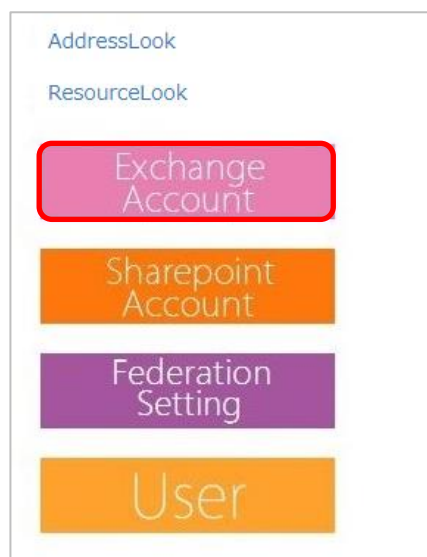 AddressLook
ResourceLook
Exchange
Account
Sharepoint
Account
Federation
Setting
User